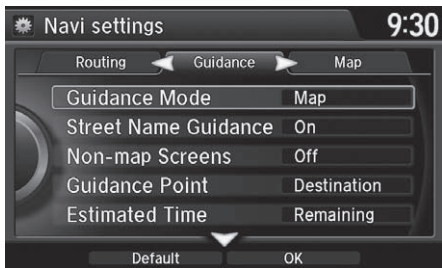 Navi settings 9:30
Routing Guidance Map
Guidance Mode Map
Street Name Guidance On
Non-map Screens Off
Guidance Point Destination
Estimated Time Remaining
Default OK